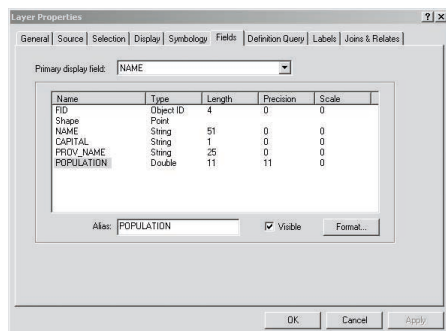 Layer Properties ? ×
General Source Selection Display Symbology Fields Definition Query Labels Joins & Relates
Primary display field: NAME
Name Type Length Precision Scale
FID Object ID 4 0 0
Shape Point
NAME String 51 0 0
CAPITAL String 1 0 0
PROV_NAME String 25 0 0
POPULATION Double 11 11 0
Alias: POPULATION Visible Format...
OK Cancel Apply